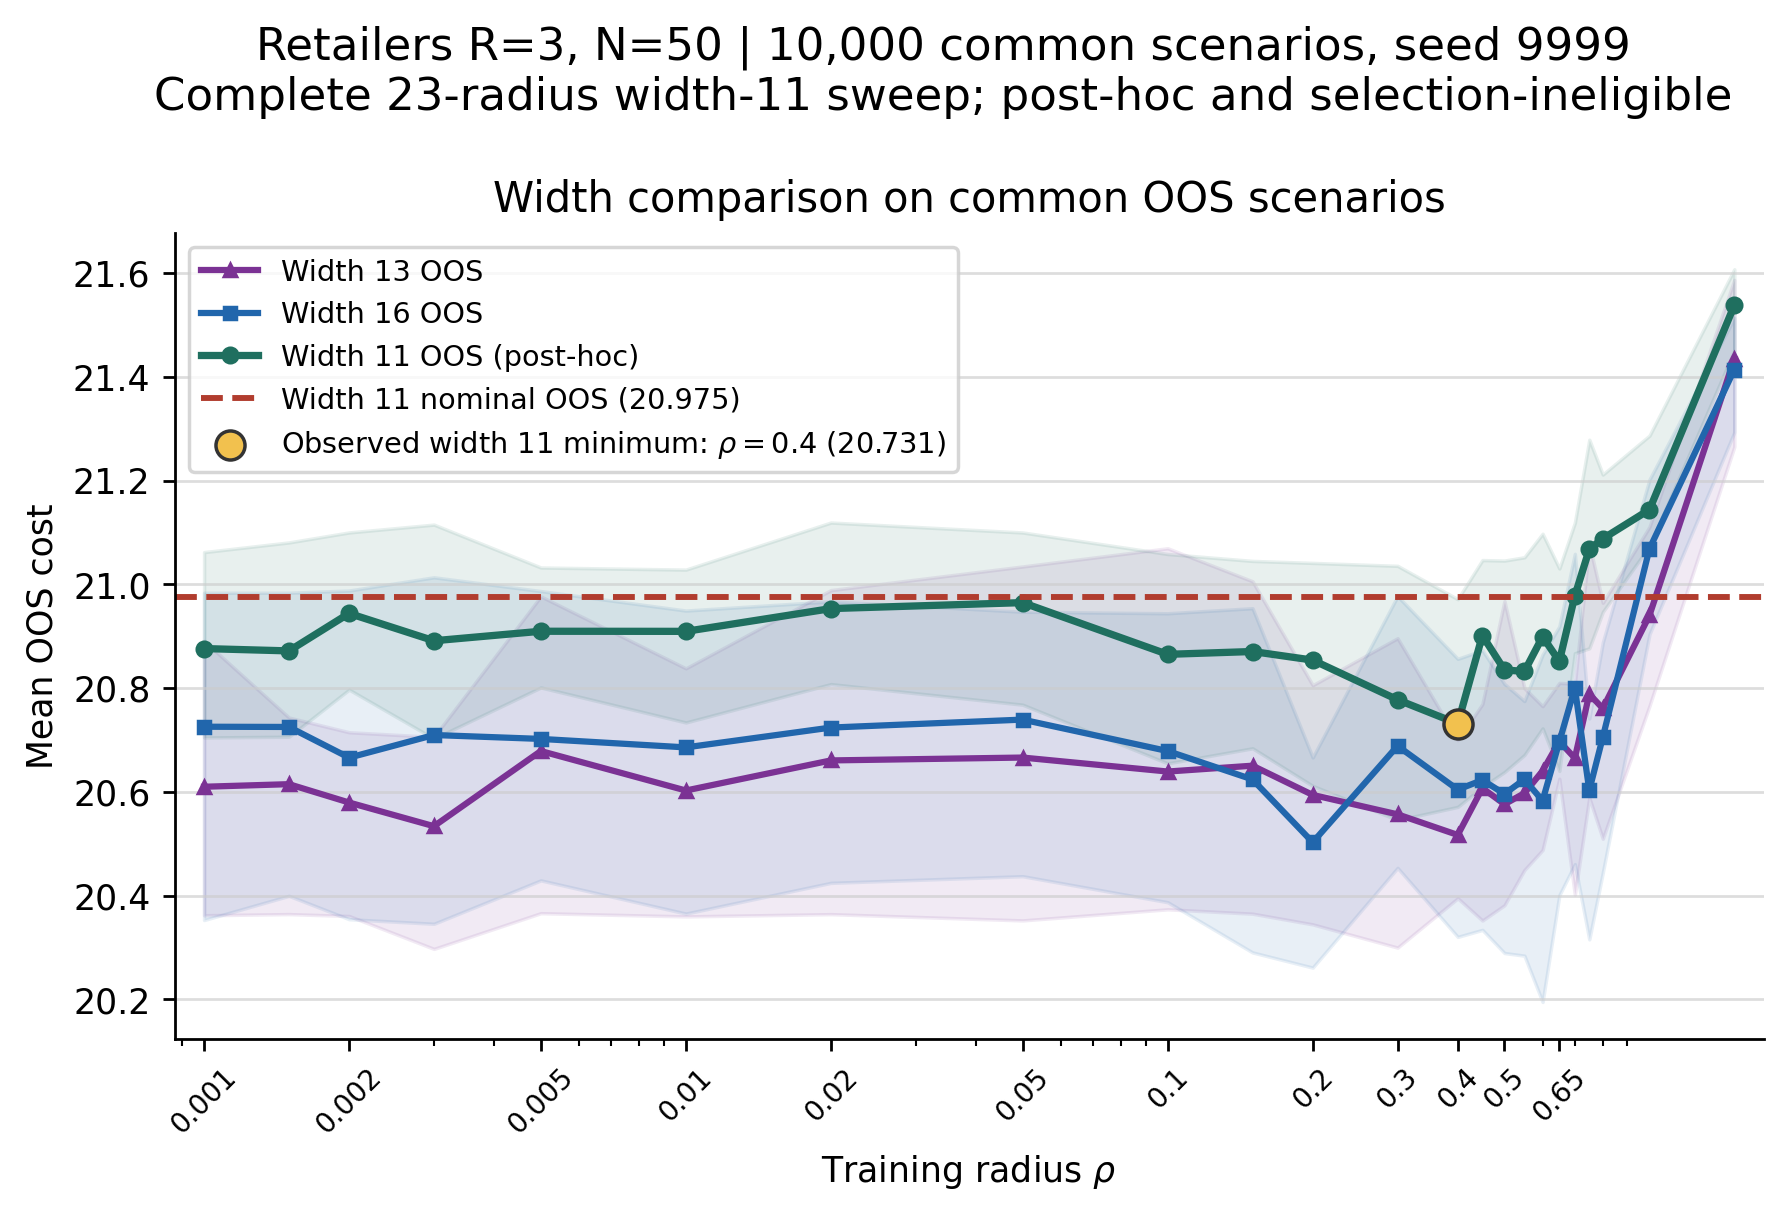 Retailers R=3, N=50 | 10,000 common scenarios, seed 9999
Complete 23-radius width-11 sweep; post-hoc and selection-ineligible
Width comparison on common OOS scenarios
Width 13 OOS
Width 16 OOS
Width 11 OOS (post-hoc)
Width 11 nominal OOS (20.975)
Observed width 11 minimum: ρ = 0.4 (20.731)
Mean OOS cost
21.6
21.4
21.2
21.0
20.8
20.6
20.4
20.2
0.001
0.002
0.005
0.01
0.02
0.05
0.1
0.2
0.3
0.4
0.5
0.65
Training radius ρ